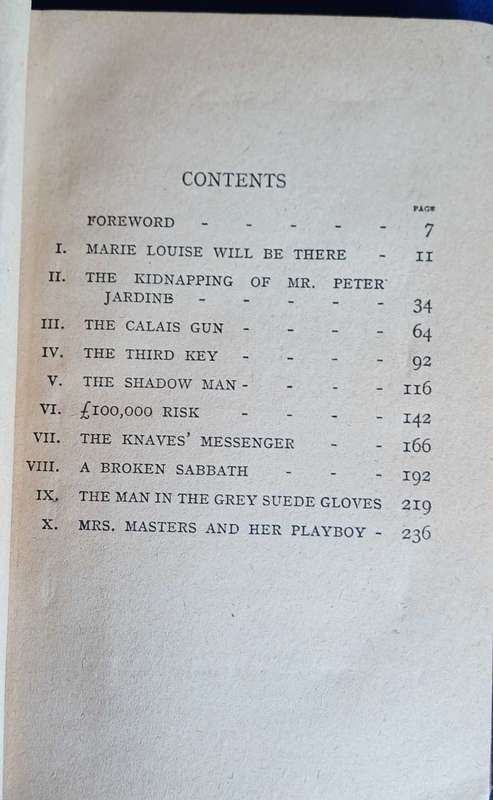 CONTENTS
PAGE
FOREWORD - - - - - 7
I. MARIE LOUISE WILL BE THERE - 11
II. THE KIDNAPPING OF MR. PETER
JARDINE - - - - - 34
III. THE CALAIS GUN - - - - 64
IV. THE THIRD KEY - - - - 92
V. THE SHADOW MAN - - - - 116
VI. £100,000 RISK - - - - 142
VII. THE KNAVES' MESSENGER - - 166
VIII. A BROKEN SABBATH - - - 192
IX. THE MAN IN THE GREY SUEDE GLOVES 219
X. MRS. MASTERS AND HER PLAYBOY - 236